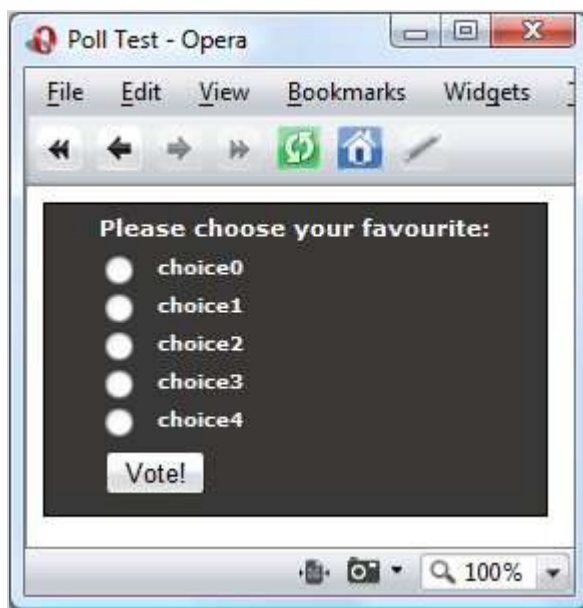 Poll Test - Opera
File Edit View Bookmarks Widgets
Please choose your favourite:
choice0
choice1
choice2
choice3
choice4
Vote!
100%